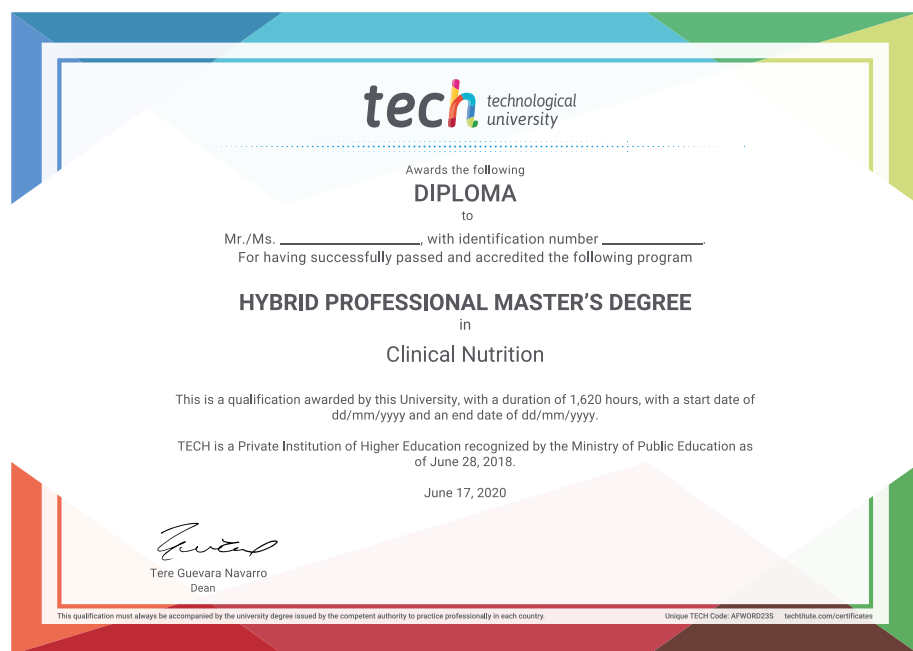 tech technological
university
Awards the following
DIPLOMA
to
Mr./Ms. __________________, with identification number _____________.
For having successfully passed and accredited the following program
HYBRID PROFESSIONAL MASTER'S DEGREE
in
Clinical Nutrition
This is a qualification awarded by this University, with a duration of 1,620 hours, with a start date of
dd/mm/yyyy and an end date of dd/mm/yyyy.
TECH is a Private Institution of Higher Education recognized by the Ministry of Public Education as
of June 28, 2018.
June 17, 2020
Tere Guevara Navarro
Dean
This qualification must always be accompanied by the university degree issued by the competent authority to practice professionally in each country.
Unique TECH Code: AFWORD23S techtitute.com/certificates